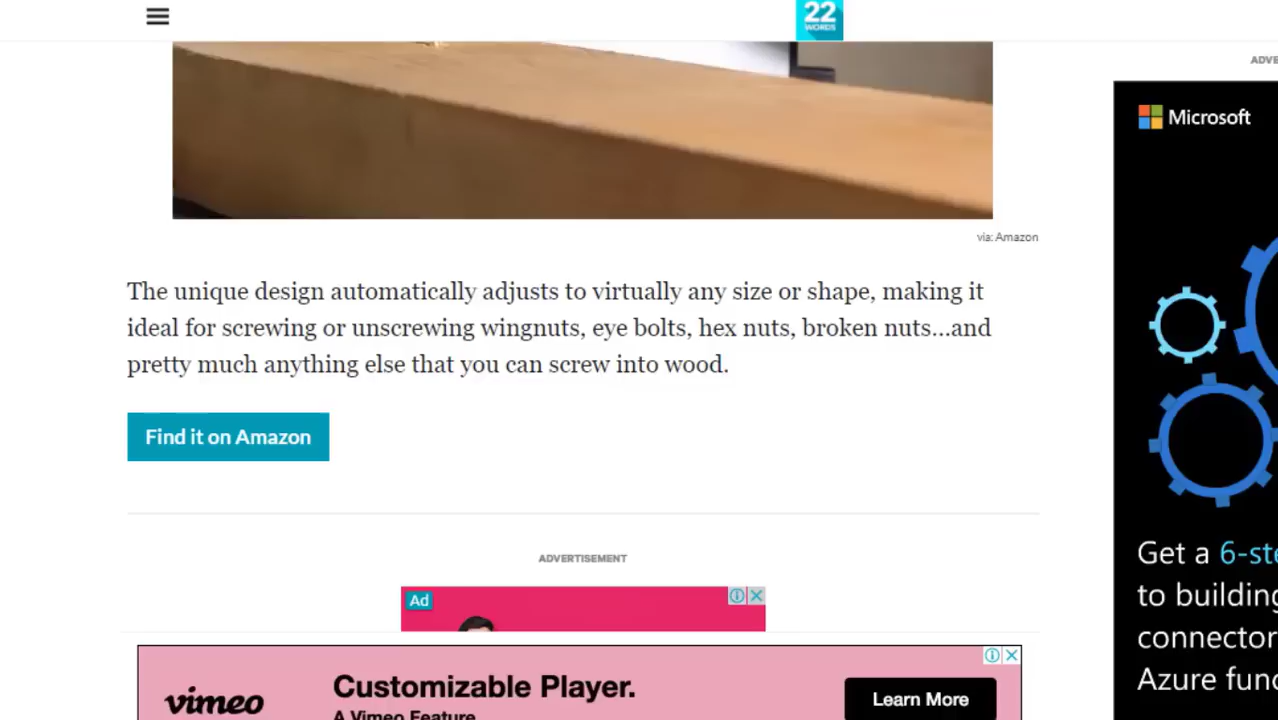 22
WORDS
Microsoft
via: Amazon
The unique design automatically adjusts to virtually any size or shape, making it
ideal for screwing or unscrewing wingnuts, eye bolts, hex nuts, broken nuts...and
pretty much anything else that you can screw into wood.
Find it on Amazon
ADVERTISEMENT
Ad
Get a 6-ste
to building
connector
Azure func
vimeo
Customizable Player.
A Vimeo Feature
Learn More